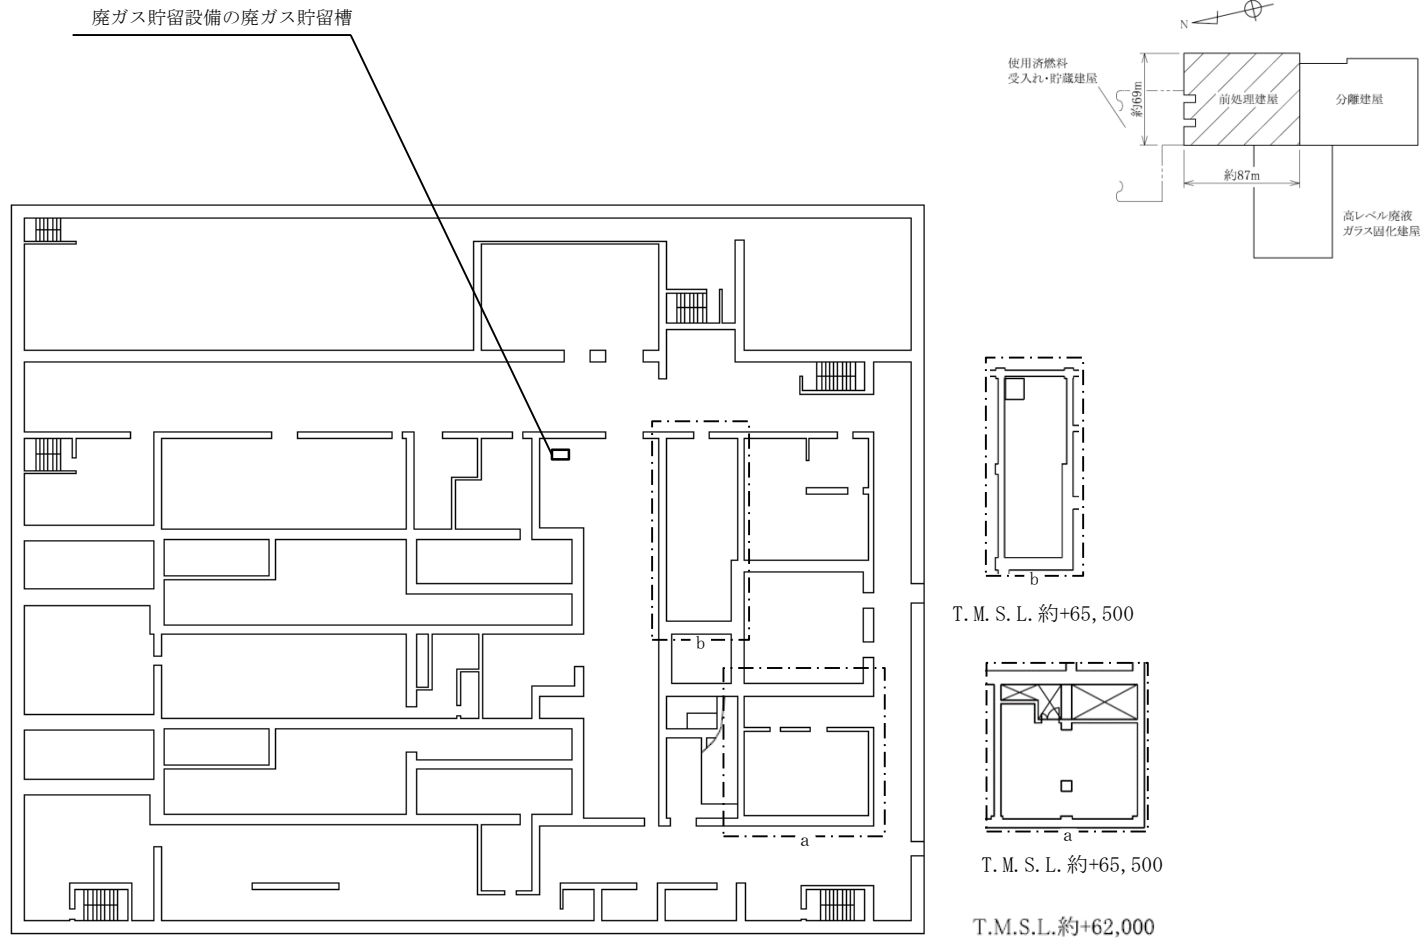 廃ガス貯留設備の廃ガス貯留槽
N
使用済燃料
受入れ・貯蔵建屋
約69m
前処理建屋
分離建屋
約87m
高レベル廃液
ガラス固化建屋
b
T.M.S.L.約+65,500
b
a
T.M.S.L.約+65,500
a
T.M.S.L.約+62,000